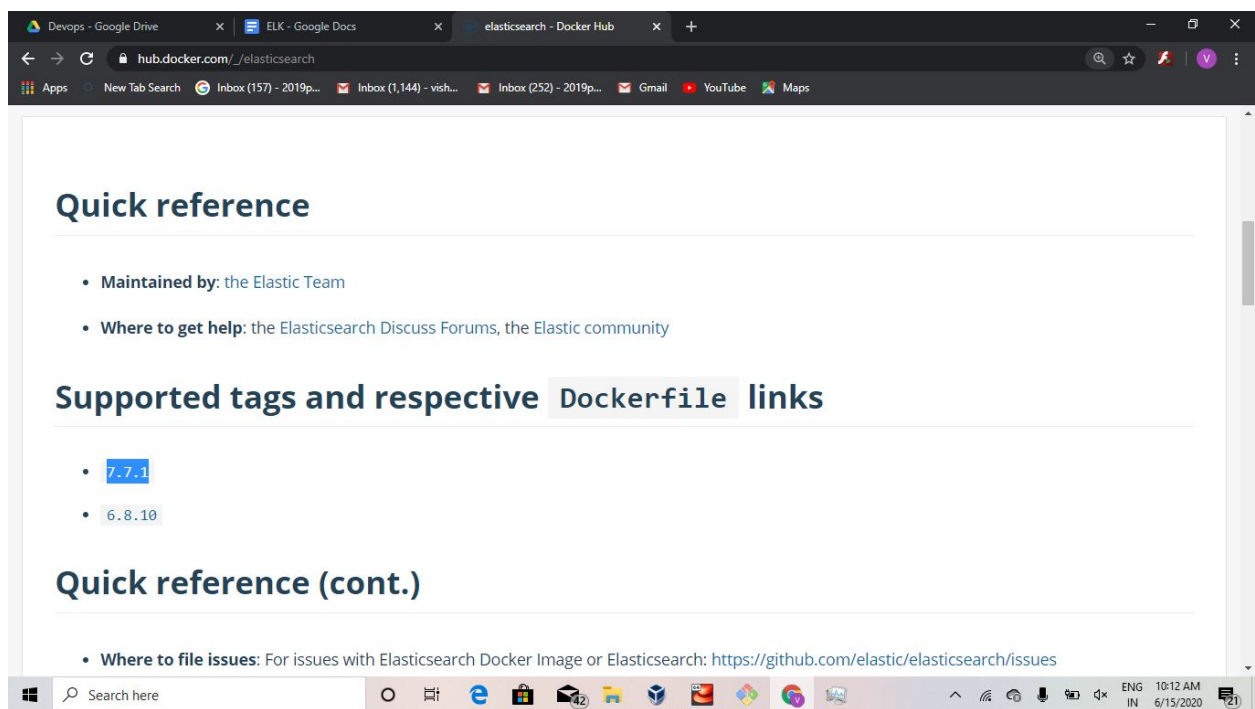 Devops - Google Drive
ELK - Google Docs
elasticsearch - Docker Hub
hub.docker.com/_/elasticsearch
Apps
New Tab Search
Inbox (157) - 2019p...
Inbox (1,144) - vish...
Inbox (252) - 2019p...
Gmail
YouTube
Maps
V
Quick reference
• Maintained by: the Elastic Team
• Where to get help: the Elasticsearch Discuss Forums, the Elastic community
Supported tags and respective Dockerfile links
• 7.7.1
• 6.8.10
Quick reference (cont.)
• Where to file issues: For issues with Elasticsearch Docker Image or Elasticsearch: https://github.com/elastic/elasticsearch/issues
Search here
42
V
ENG
IN
10:12 AM
6/15/2020
21